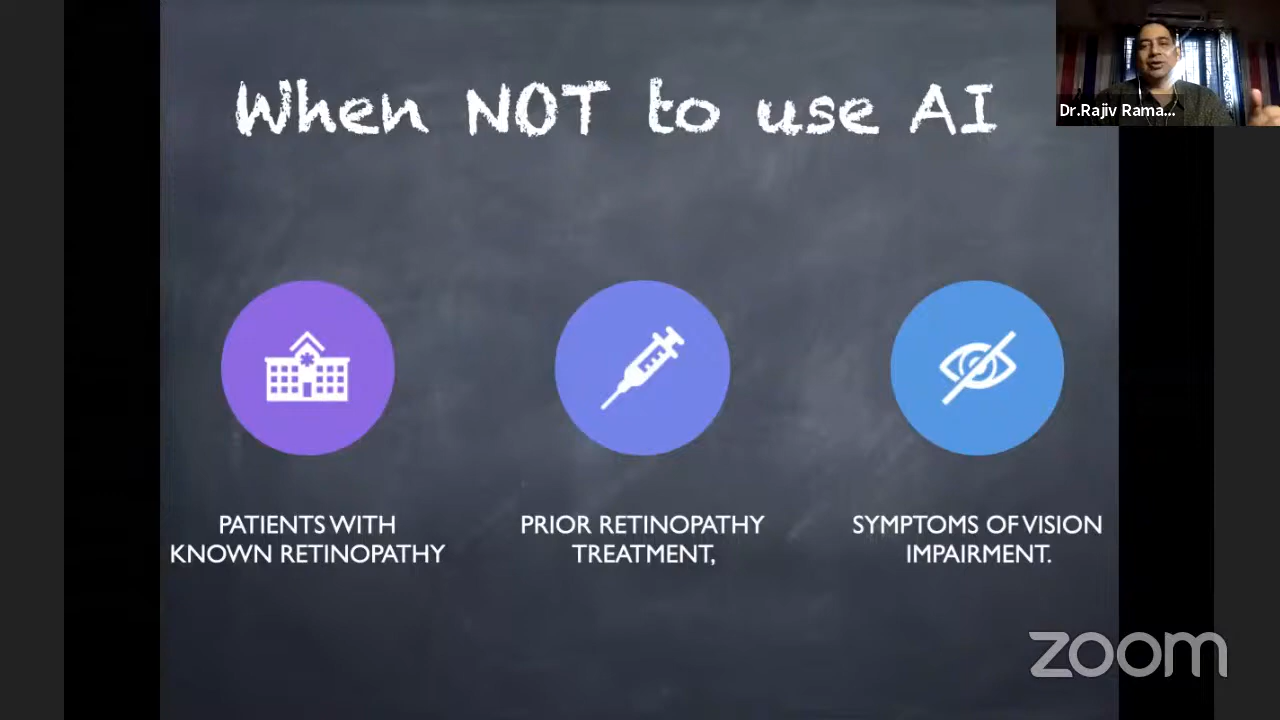 When NOT to use AI
Dr.Rajiv Rama...
PATIENTS WITH
KNOWN RETINOPATHY
PRIOR RETINOPATHY
TREATMENT,
SYMPTOMS OF VISION
IMPAIRMENT.
zoom